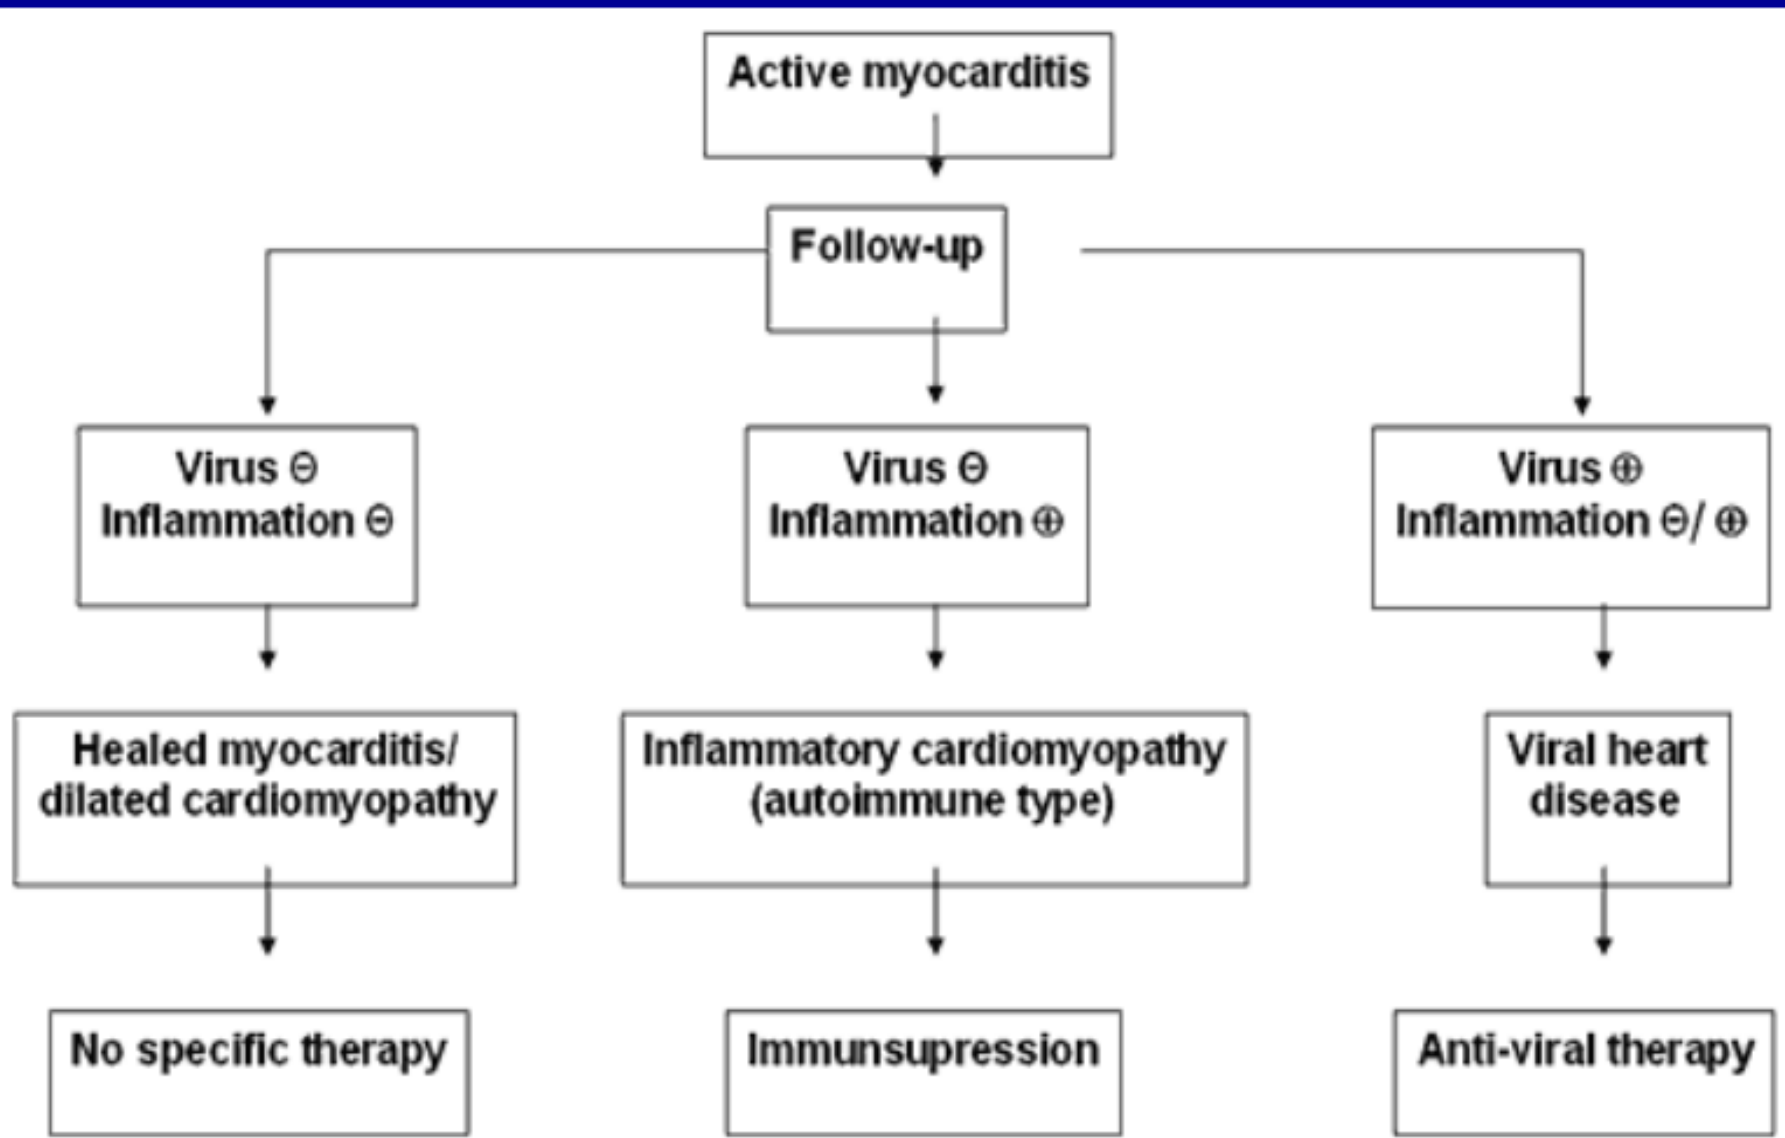 Active myocarditis
Follow-up
Virus Θ
Inflammation Θ
Virus Θ
Inflammation ⊕
Virus ⊕
Inflammation Θ/ ⊕
Healed myocarditis/
dilated cardiomyopathy
Inflammatory cardiomyopathy
(autoimmune type)
Viral heart
disease
No specific therapy
Immunsupression
Anti-viral therapy